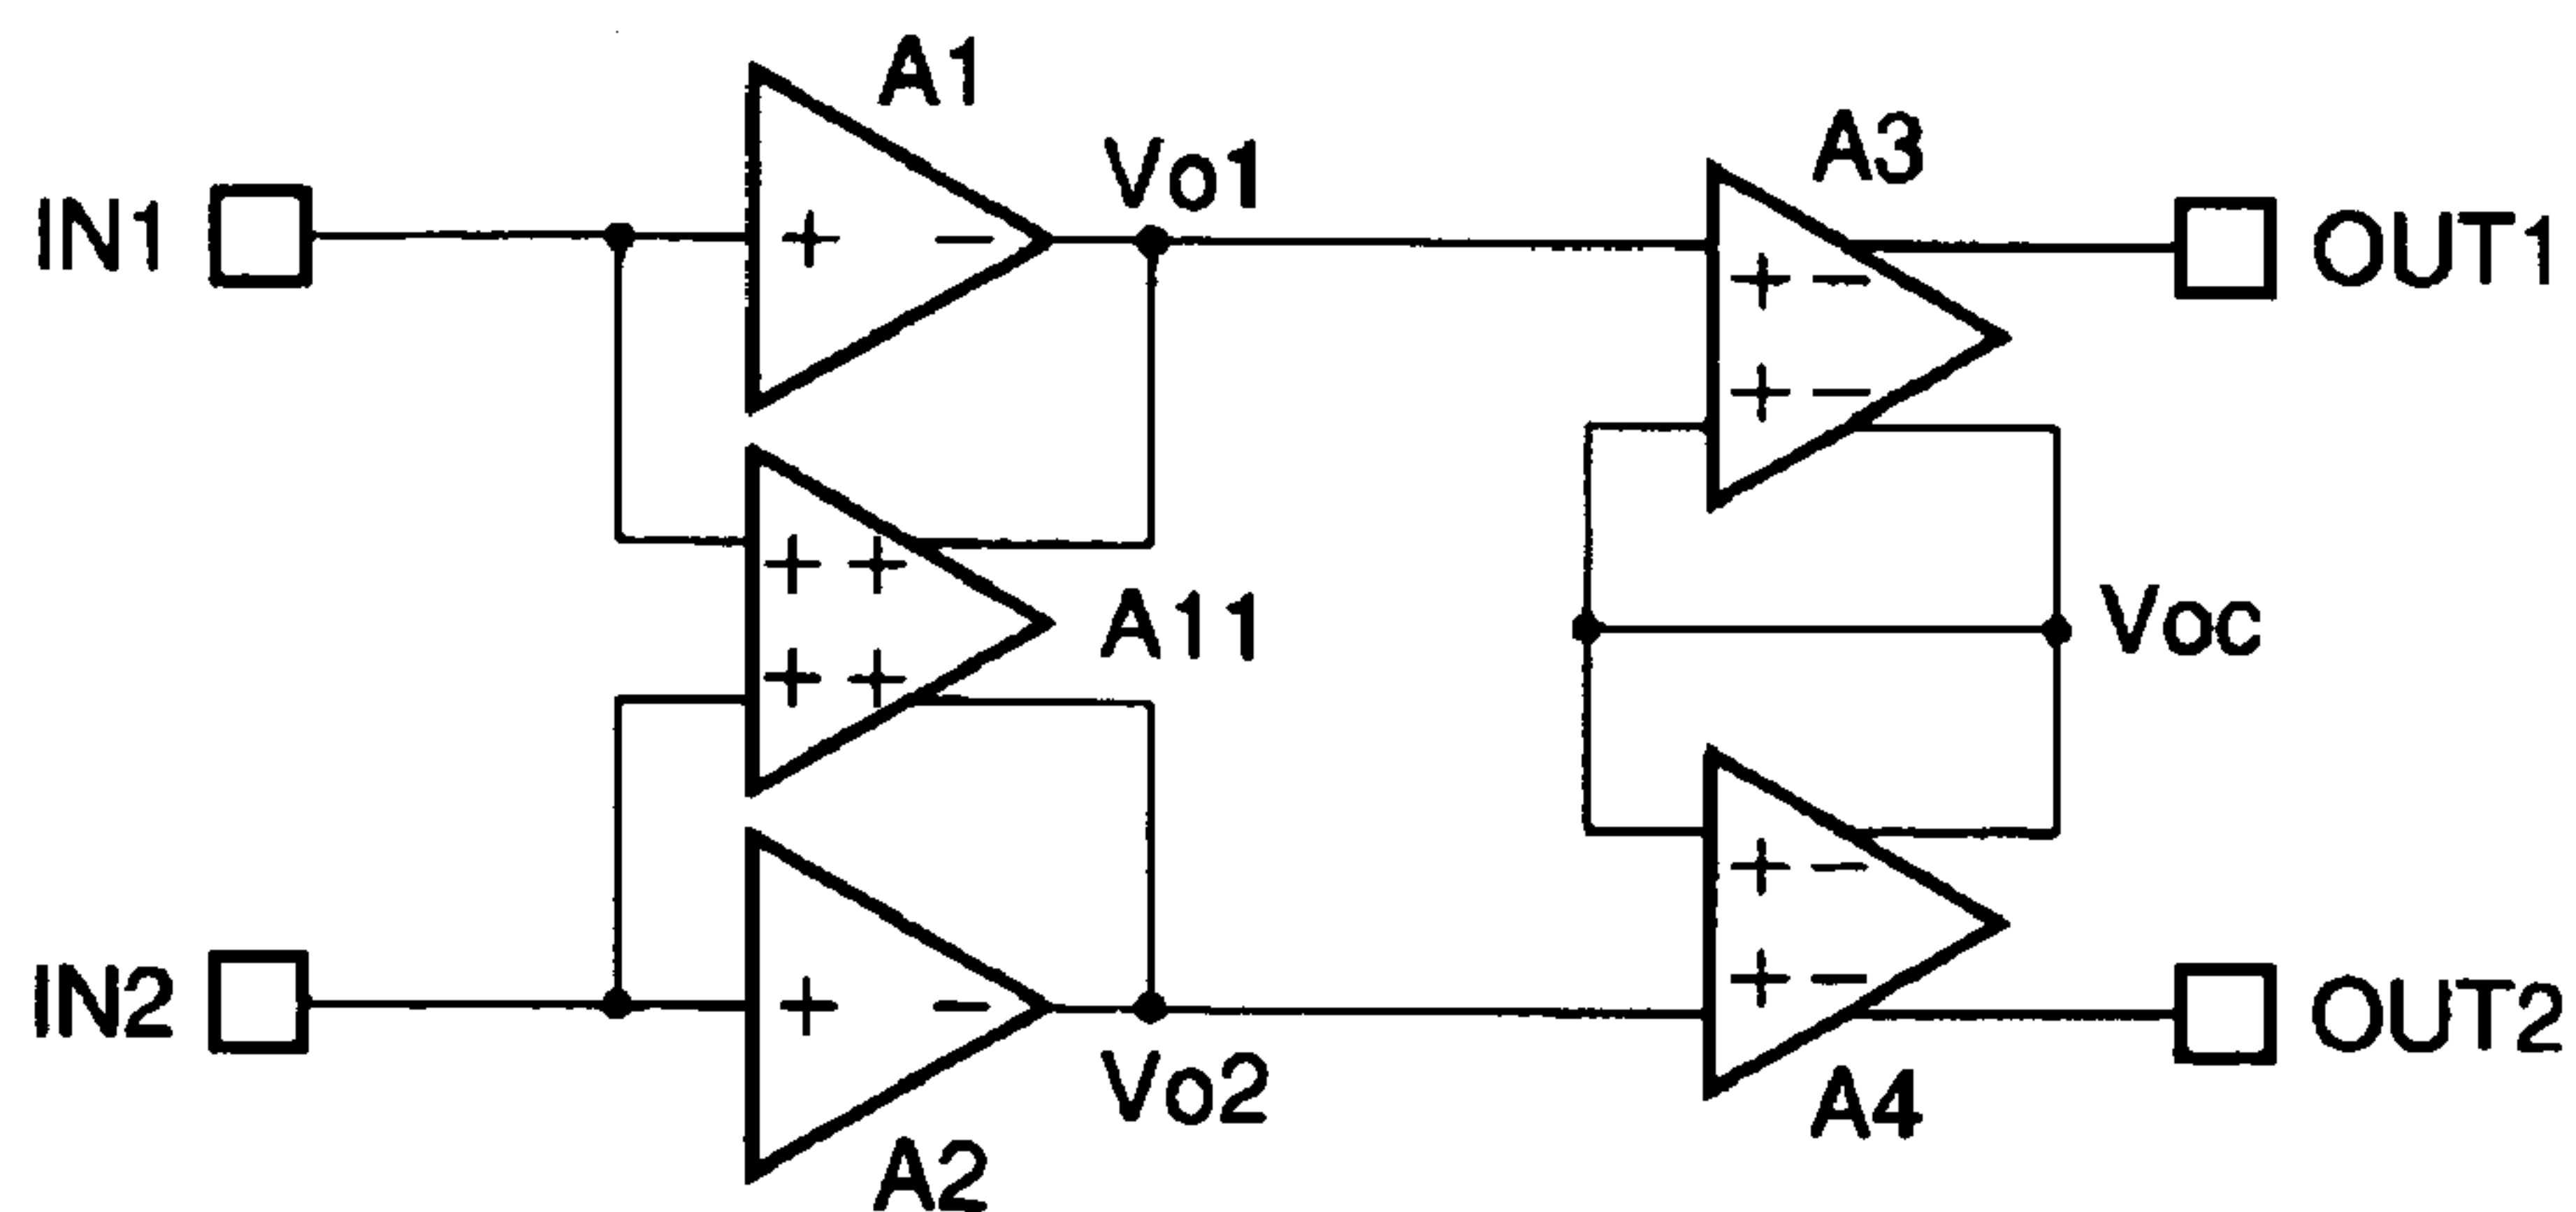 A1
Vo1
A3
IN1
+ −
OUT1
+ −
+ −
+ +
A11
Voc
+ +
+ −
IN2
+ −
+ −
OUT2
Vo2
A4
A2